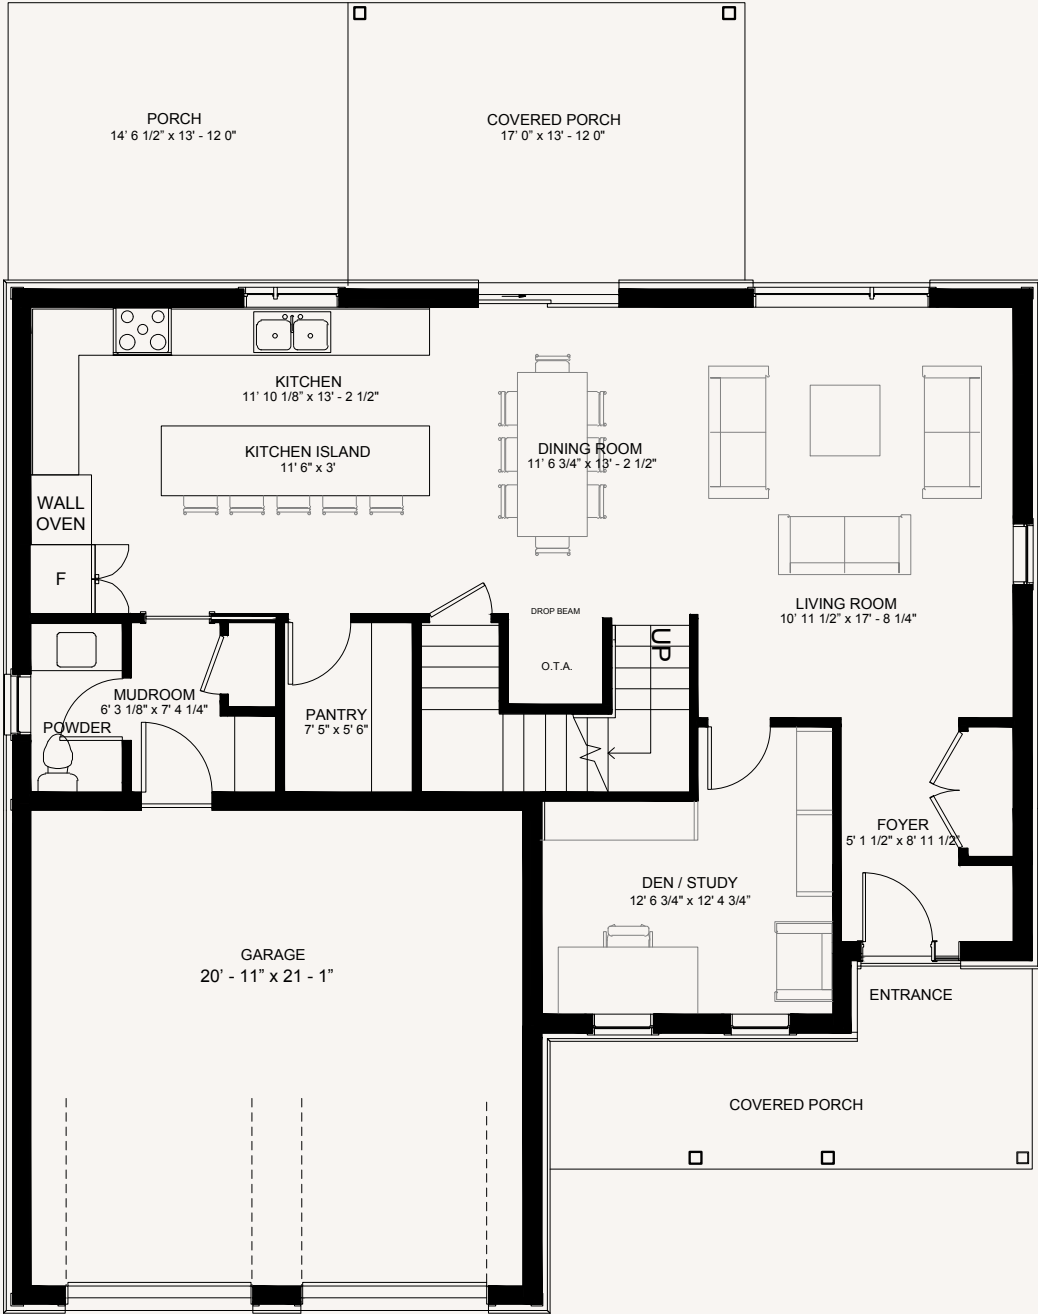 PORCH
14' 6 1/2" x 13' - 12 0"
COVERED PORCH
17' 0" x 13' - 12 0"
KITCHEN
11' 10 1/8" x 13' - 2 1/2"
KITCHEN ISLAND
11' 6" x 3'
DINING ROOM
11' 6 3/4" x 13' - 2 1/2"
WALL
OVEN
F
DROP BEAM
O.T.A.
UP
LIVING ROOM
10' 11 1/2" x 17' - 8 1/4"
MUDROOM
6' 3 1/8" x 7' 4 1/4"
POWDER
PANTRY
7' 5" x 5' 6"
FOYER
5' 1 1/2" x 8' 11 1/2"
DEN / STUDY
12' 6 3/4" x 12' 4 3/4"
GARAGE
20' - 11" x 21 - 1"
ENTRANCE
COVERED PORCH